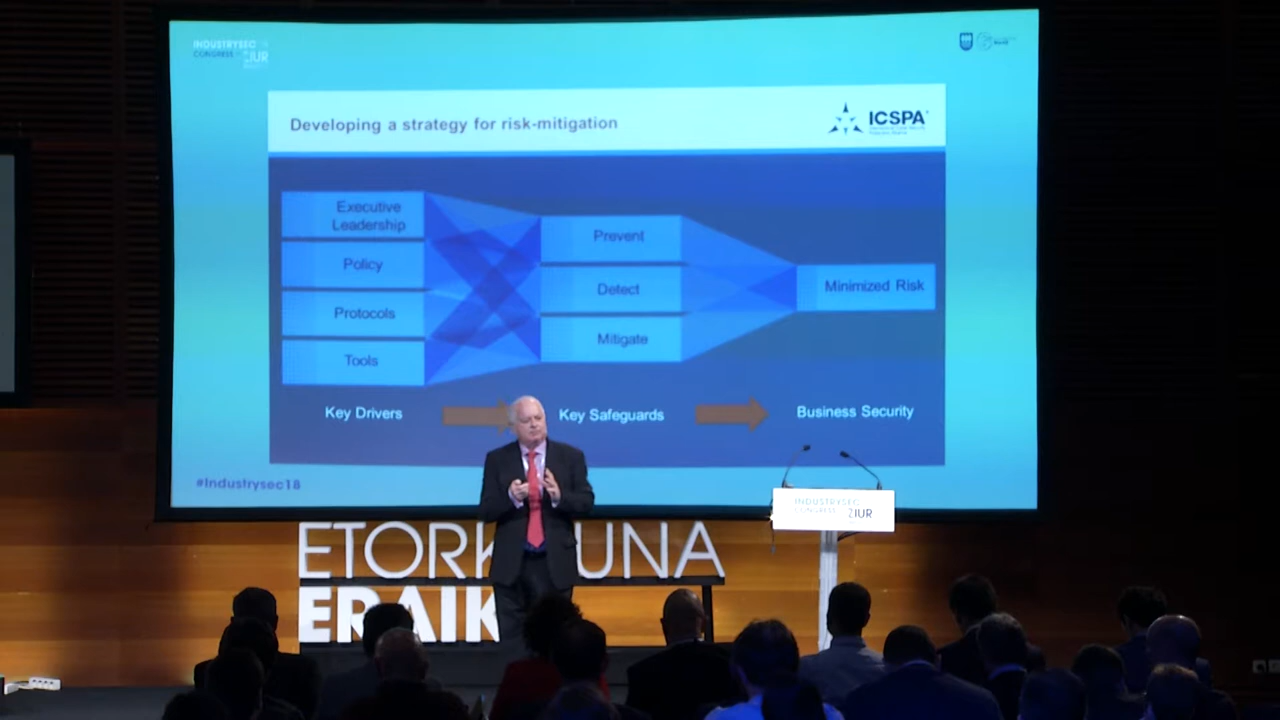 INDUSTRYSEC
CONGRESS ZIUR
Developing a strategy for risk-mitigation
ICSPA
Executive
Leadership
Policy
Protocols
Tools
Prevent
Detect
Mitigate
Minimized Risk
Key Drivers
Key Safeguards
Business Security
#Industrysec18
INDUSTRYSEC
CONGRESS ZIUR
ETORK UNA
ERAIK